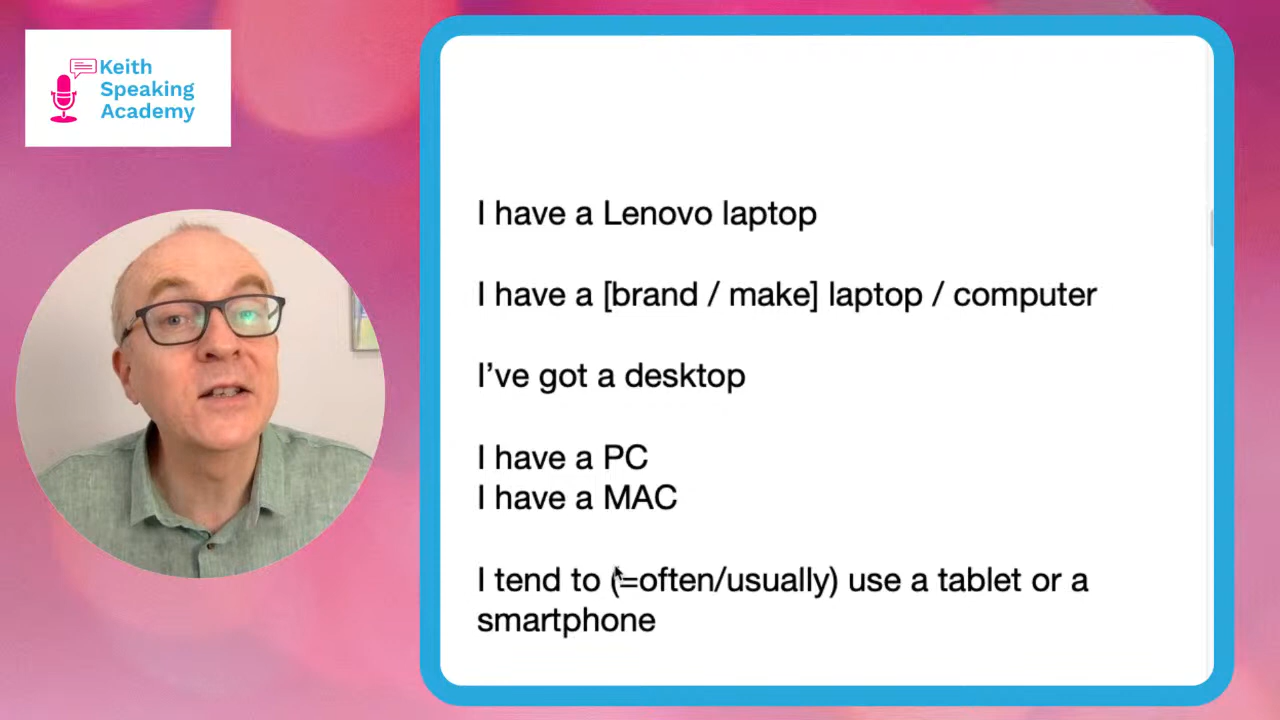 Keith
Speaking
Academy
I have a Lenovo laptop
I have a [brand / make] laptop / computer
I’ve got a desktop
I have a PC
I have a MAC
I tend to (=often/usually) use a tablet or a
smartphone